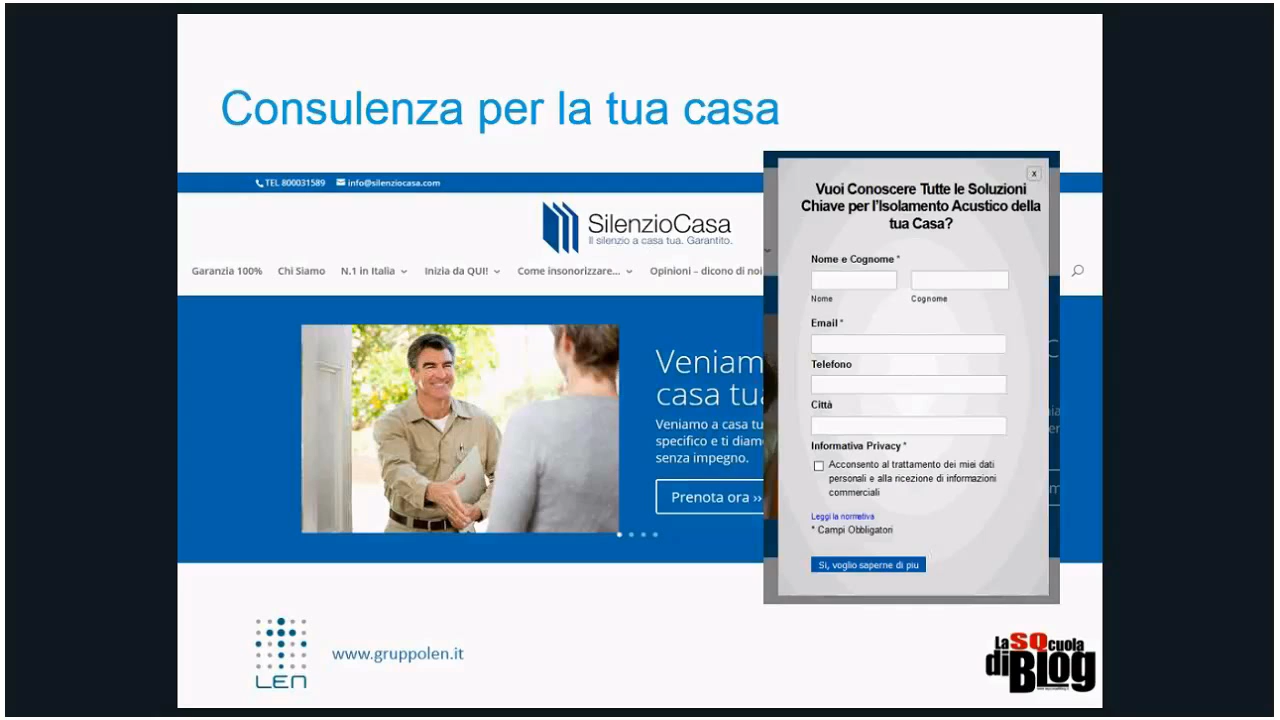 Consulenza per la tua casa
TEL 800031589 info@silenziocasa.com
SilenzioCasa
Il silenzio a casa tua. Garantito.
Garanzia 100% Chi Siamo N.1 in Italia Inizia da QUI! Come insonorizzare... Opinioni – dicono di noi
Veniam
casa tua
Veniamo a casa tu
specifico e ti diam
senza impegno.
Prenota ora ››
x
Vuoi Conoscere Tutte le Soluzioni
Chiave per l'Isolamento Acustico della
tua Casa?
Nome e Cognome *
Nome Cognome
Email *
Telefono
Città
Informativa Privacy *
Acconsento al trattamento dei miei dati
personali e alla ricezione di informazioni
commerciali
Leggi la normativa
* Campi Obbligatori
Si, voglio saperne di piu
LEN
www.gruppolen.it
La SQcuola
di BLOG